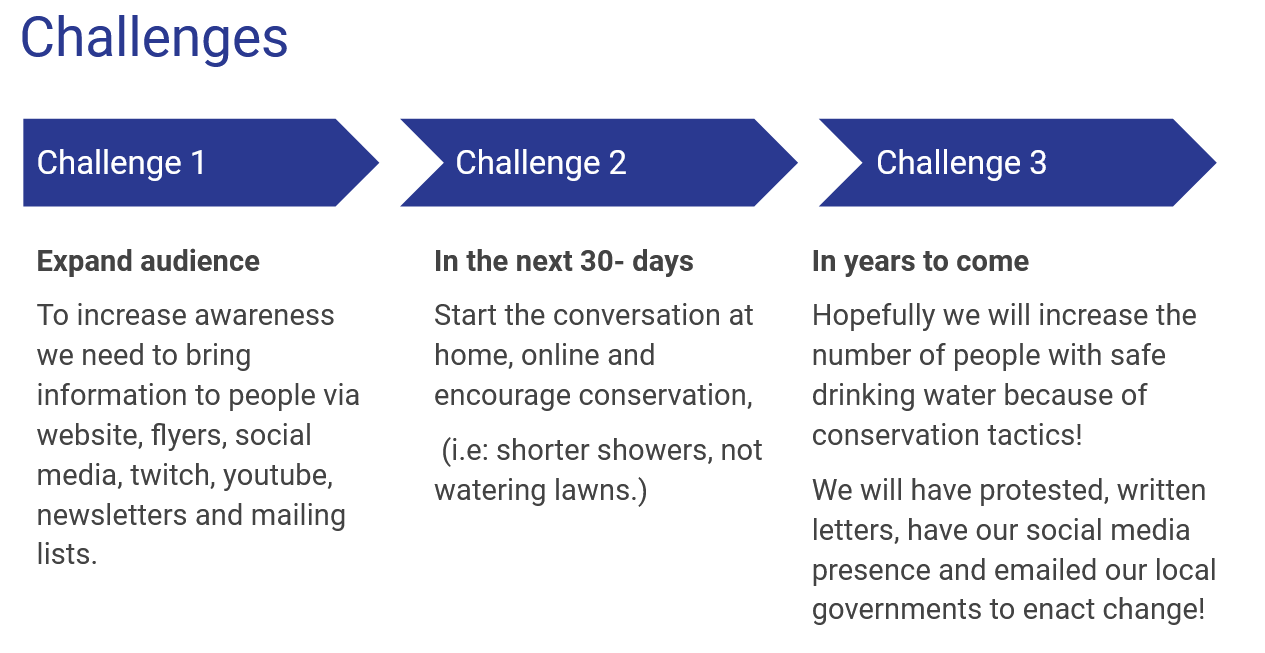 Challenges
Challenge 1
Challenge 2
Challenge 3
Expand audience
To increase awareness
we need to bring
information to people via
website, flyers, social
media, twitch, youtube,
newsletters and mailing
lists.
In the next 30- days
Start the conversation at
home, online and
encourage conservation,
(i.e: shorter showers, not
watering lawns.)
In years to come
Hopefully we will increase the
number of people with safe
drinking water because of
conservation tactics!
We will have protested, written
letters, have our social media
presence and emailed our local
governments to enact change!